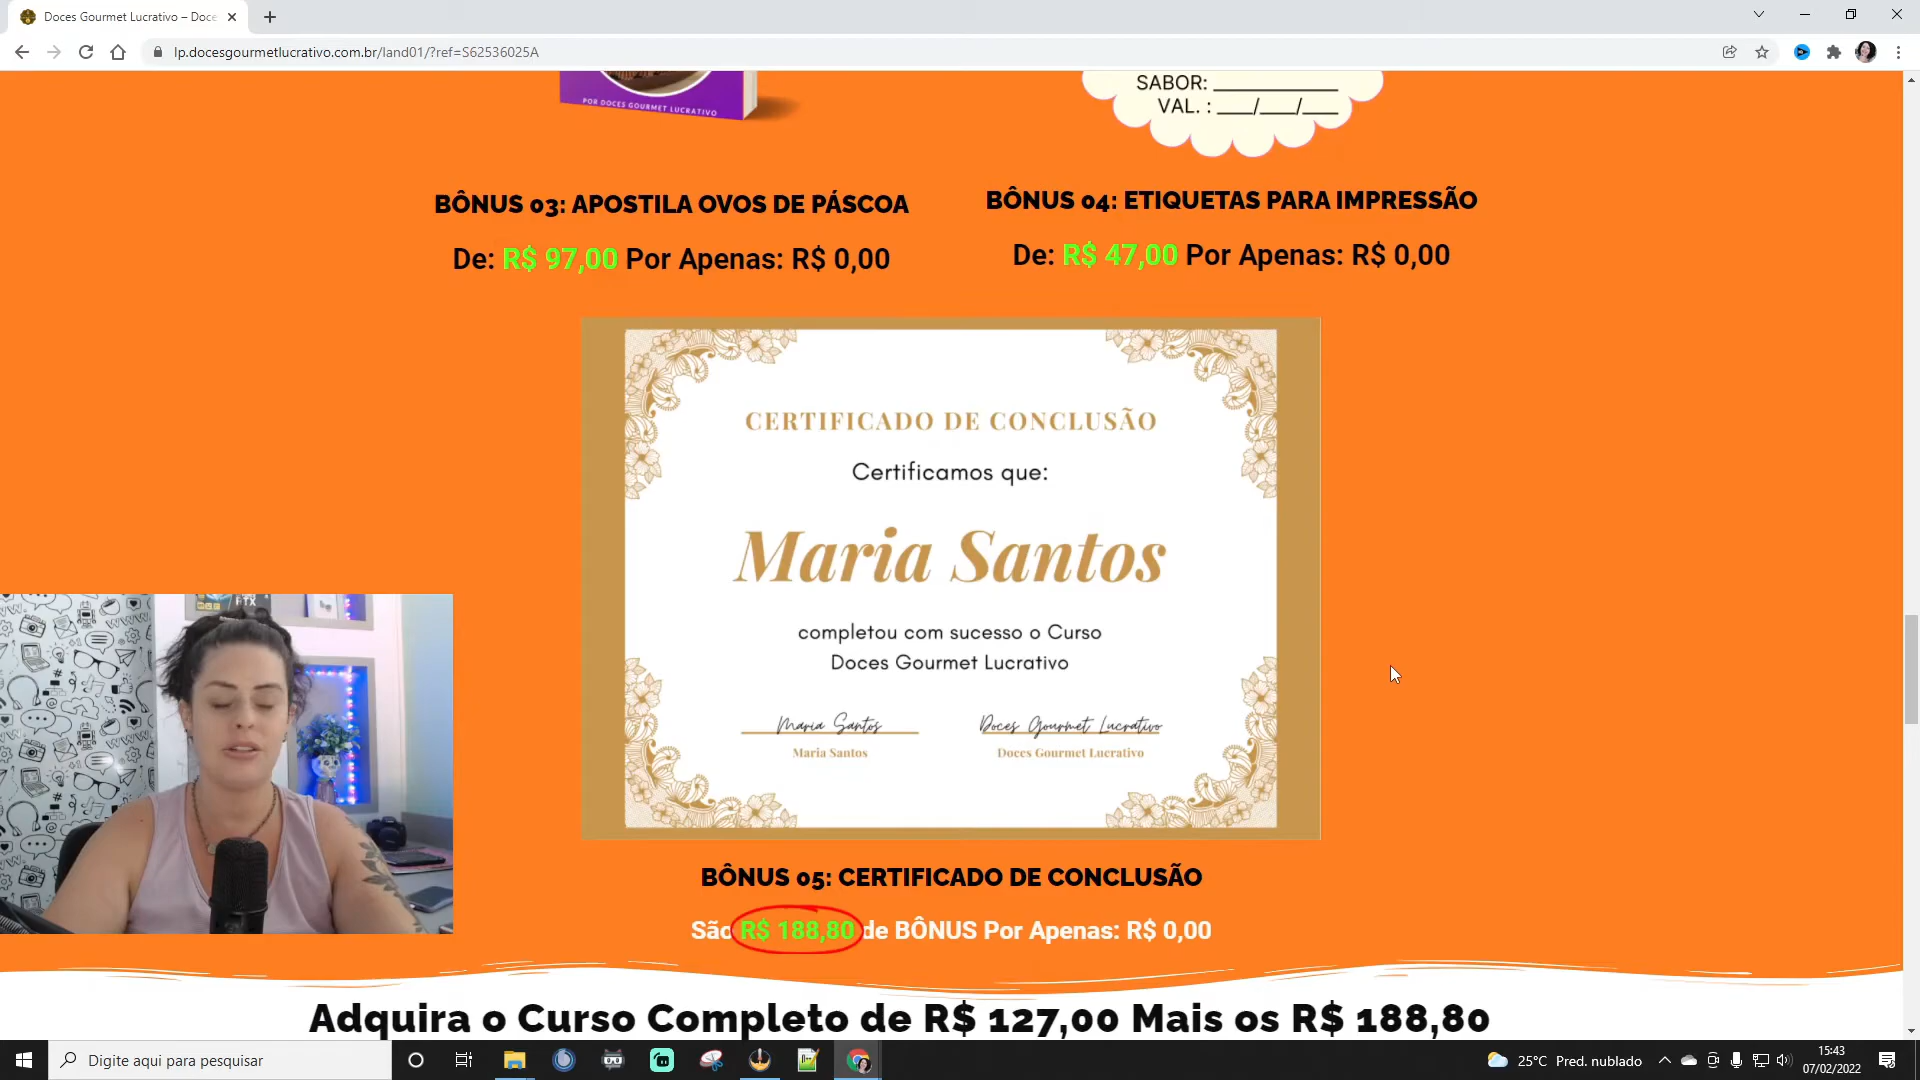 Doces Gourmet Lucrativo – Doce
lp.docesgourmetlucrativo.com.br/land01/?ref=S62536025A
POR DOCES GOURMET LUCRATIVO
SABOR: ____________
VAL. : ___/___/___
BÔNUS 03: APOSTILA OVOS DE PÁSCOA
De: R$ 97,00 Por Apenas: R$ 0,00
BÔNUS 04: ETIQUETAS PARA IMPRESSÃO
De: R$ 47,00 Por Apenas: R$ 0,00
CERTIFICADO DE CONCLUSÃO
Certificamos que:
Maria Santos
completou com sucesso o Curso
Doces Gourmet Lucrativo
Maria Santos
Doces Gourmet Lucrativo
Maria Santos
Doces Gourmet Lucrativo
BÔNUS 05: CERTIFICADO DE CONCLUSÃO
São R$ 188,80 de BÔNUS Por Apenas: R$ 0,00
Adquira o Curso Completo de R$ 127,00 Mais os R$ 188,80
Digite aqui para pesquisar
25°C Pred. nublado
15:43
07/02/2022